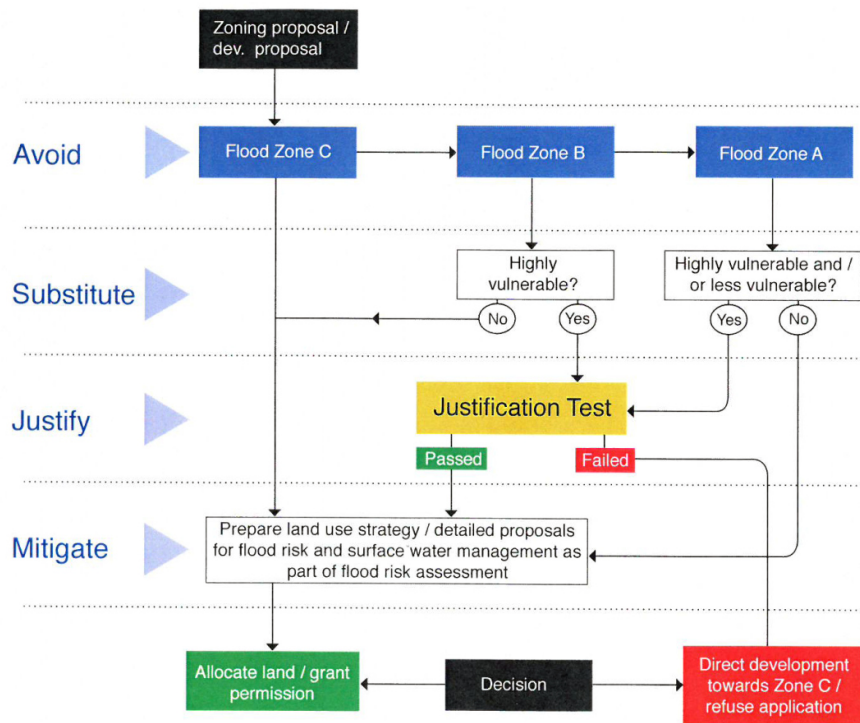 Zoning proposal /
dev. proposal
Avoid
Flood Zone C
Flood Zone B
Flood Zone A
Substitute
Highly
vulnerable?
Highly vulnerable and /
or less vulnerable?
No
Yes
Yes
No
Justify
Justification Test
Passed
Failed
Mitigate
Prepare land use strategy / detailed proposals
for flood risk and surface water management as
part of flood risk assessment
Allocate land / grant
permission
Decision
Direct development
towards Zone C /
refuse application